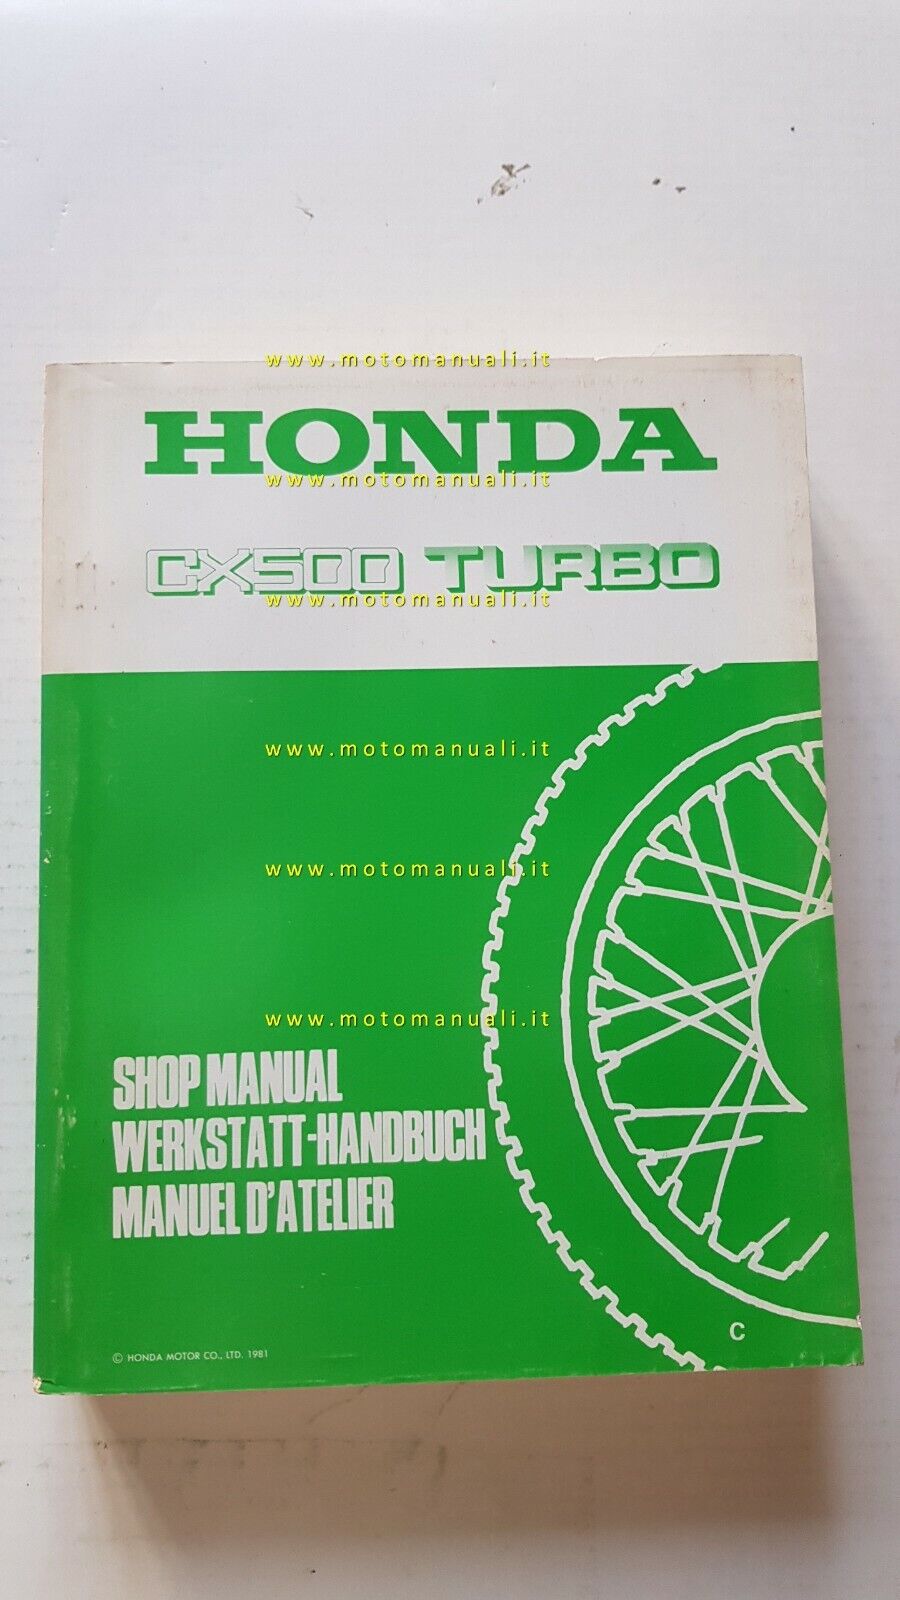 www.motomanuali.it
HONDA
www.motomanuali.it
CX500 TURBO
www.motomanuali.it
www.motomanuali.it
www.motomanuali.it
www.motomanuali.it
SHOP MANUAL
WERKSTATT-HANDBUCH
MANUEL D'ATELIER
C
© HONDA MOTOR CO., LTD. 1981